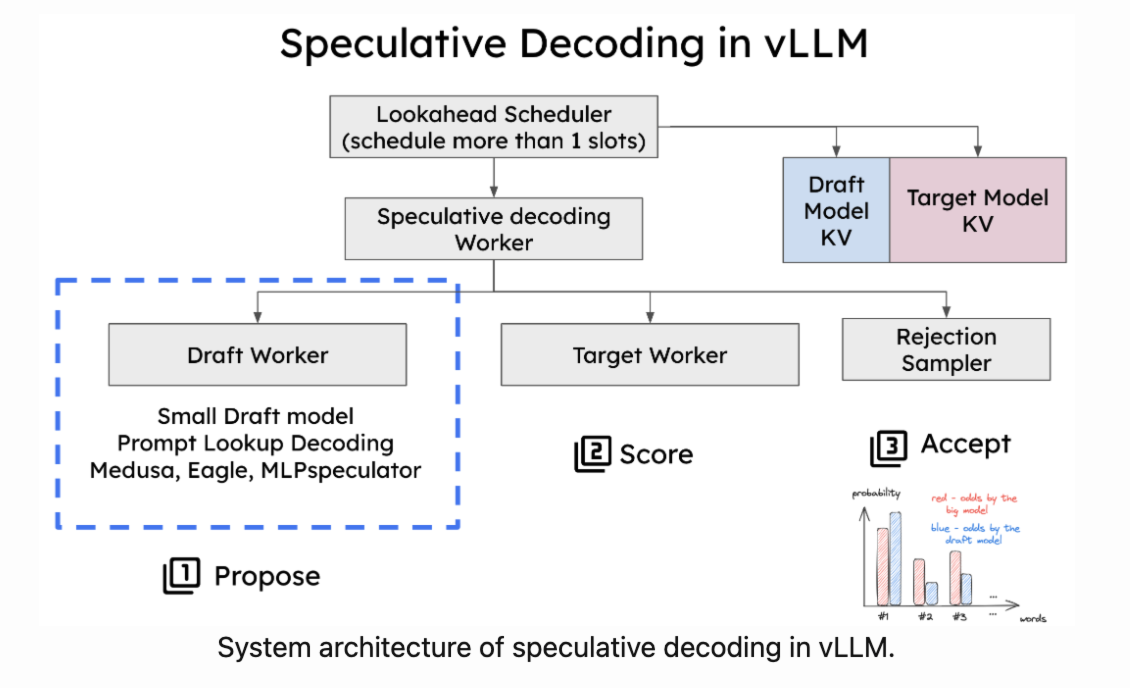 Speculative Decoding in vLLM
Lookahead Scheduler
(schedule more than 1 slots)
Draft
Model
KV
Target Model
KV
Speculative decoding
Worker
Draft Worker
Target Worker
Rejection
Sampler
Small Draft model
Prompt Lookup Decoding
Medusa, Eagle, MLPspeculator
1 Propose
2 Score
3 Accept
probability
red - odds by the
big model
blue - odds by the
draft model
#1 #2 #3 ...
...
words
System architecture of speculative decoding in vLLM.